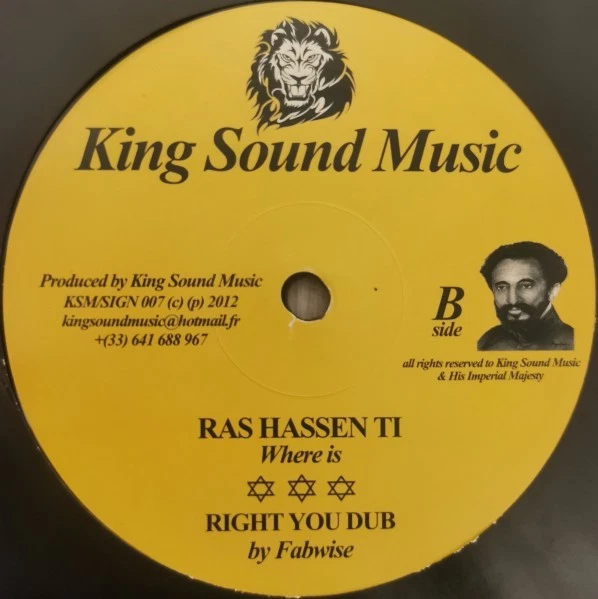 King Sound Music
Produced by King Sound Music
KSM/SIGN 007 (c) (p) 2012
kingsoundmusic@hotmail.fr
+(33) 641 688 967
B
side
all rights reserved to King Sound Music
& His Imperial Majesty
RAS HASSEN TI
Where is
RIGHT YOU DUB
by Fabwise